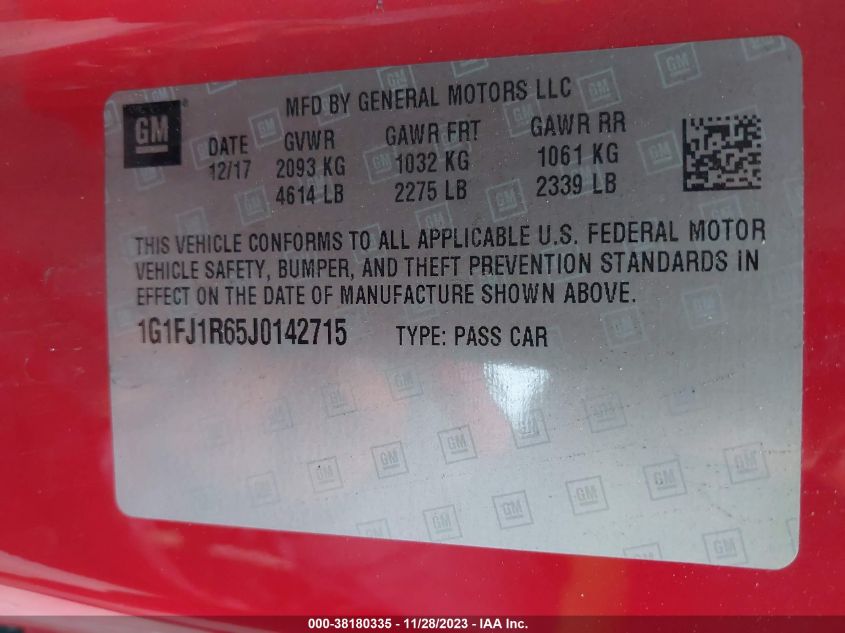 GM
MFD BY GENERAL MOTORS LLC
DATE GVWR GAWR FRT GAWR RR
12/17 2093 KG 1032 KG 1061 KG
4614 LB 2275 LB 2339 LB
THIS VEHICLE CONFORMS TO ALL APPLICABLE U.S. FEDERAL MOTOR
VEHICLE SAFETY, BUMPER, AND THEFT PREVENTION STANDARDS IN
EFFECT ON THE DATE OF MANUFACTURE SHOWN ABOVE.
1G1FJ1R65J0142715 TYPE: PASS CAR
000-38180335 - 11/28/2023 - IAA Inc.